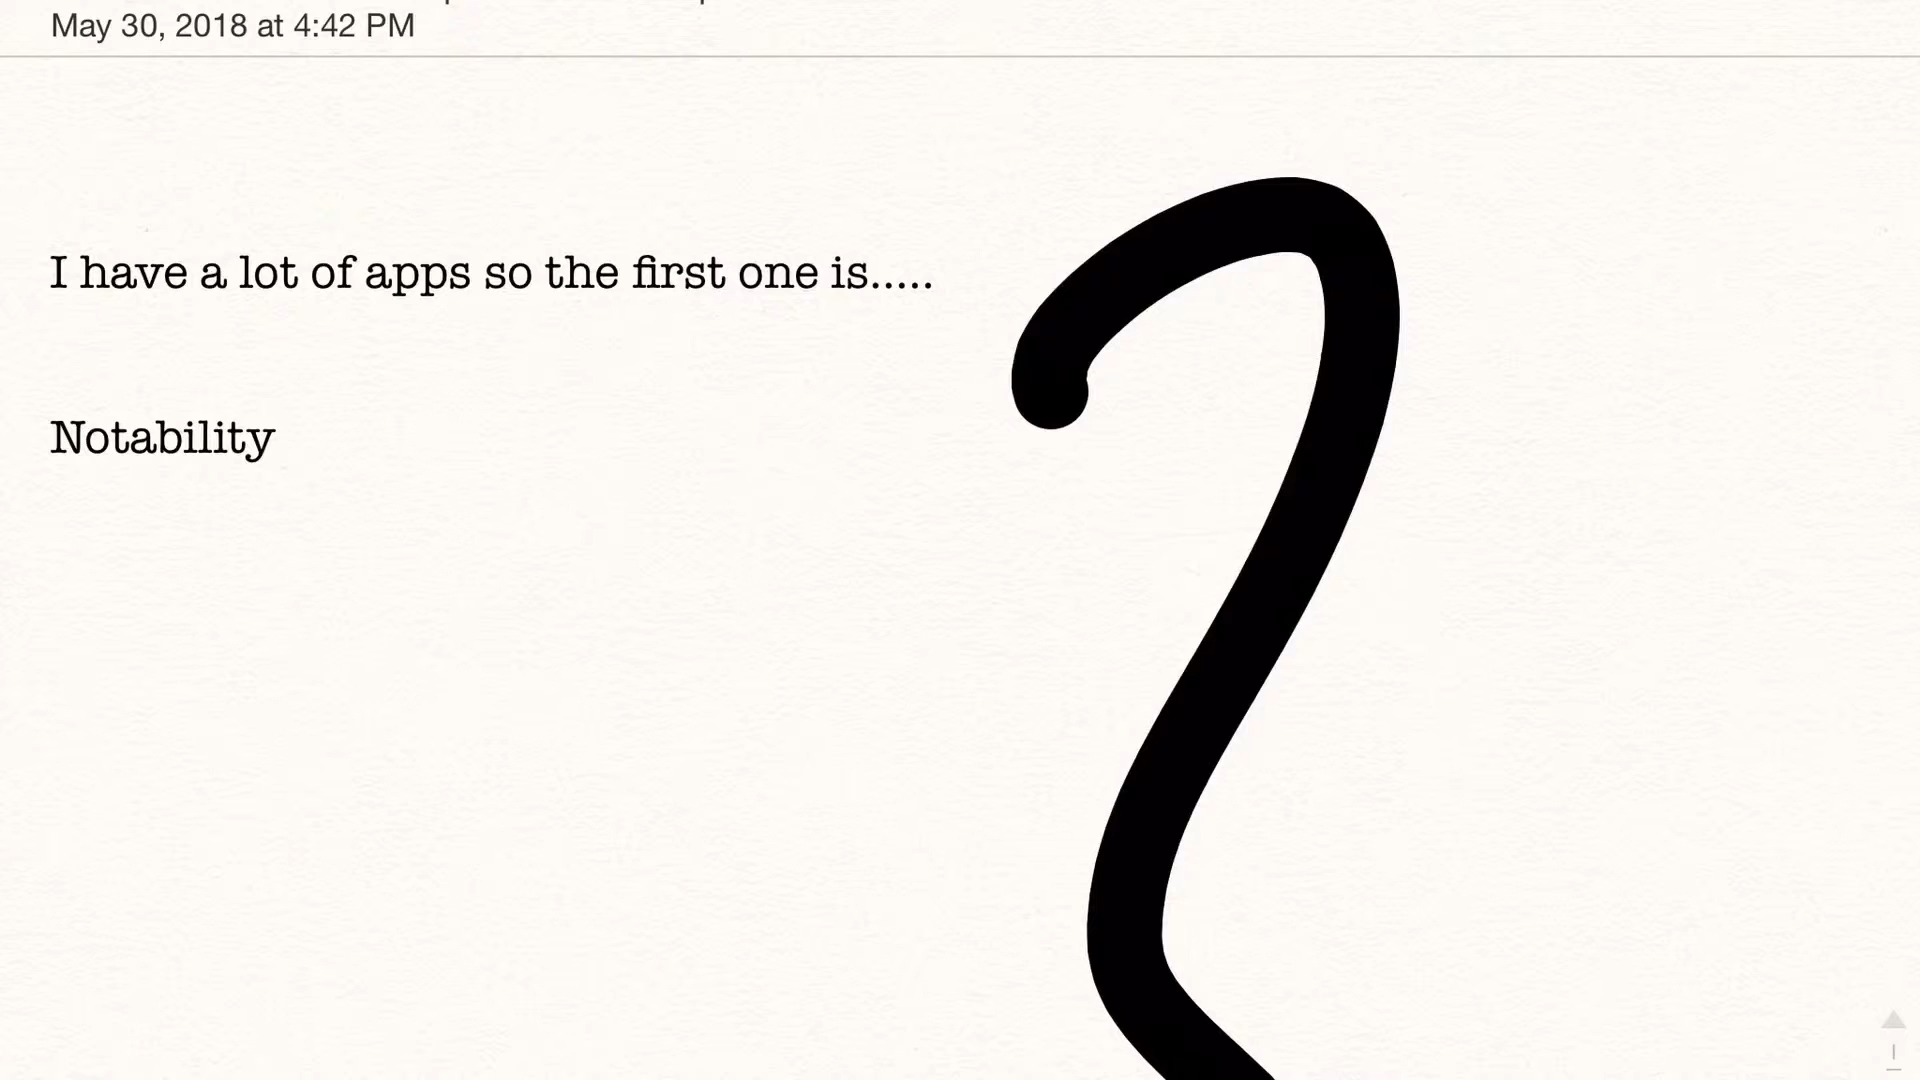 May 30, 2018 at 4:42 PM
I have a lot of apps so the first one is.....
Notability